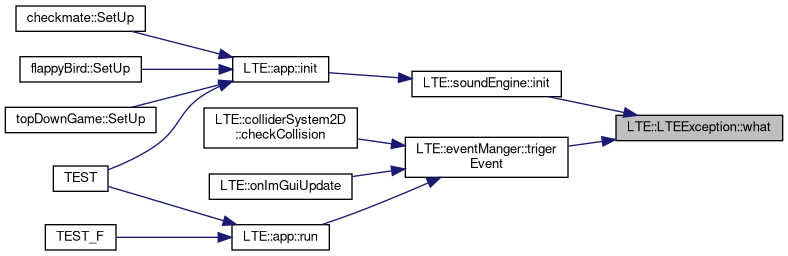 checkmate::SetUp
flappyBird::SetUp
topDownGame::SetUp
TEST
TEST_F
LTE::app::init
LTE::colliderSystem2D
::checkCollision
LTE::onImGuiUpdate
LTE::app::run
LTE::soundEngine::init
LTE::eventManger::triger
Event
LTE::LTEException::what